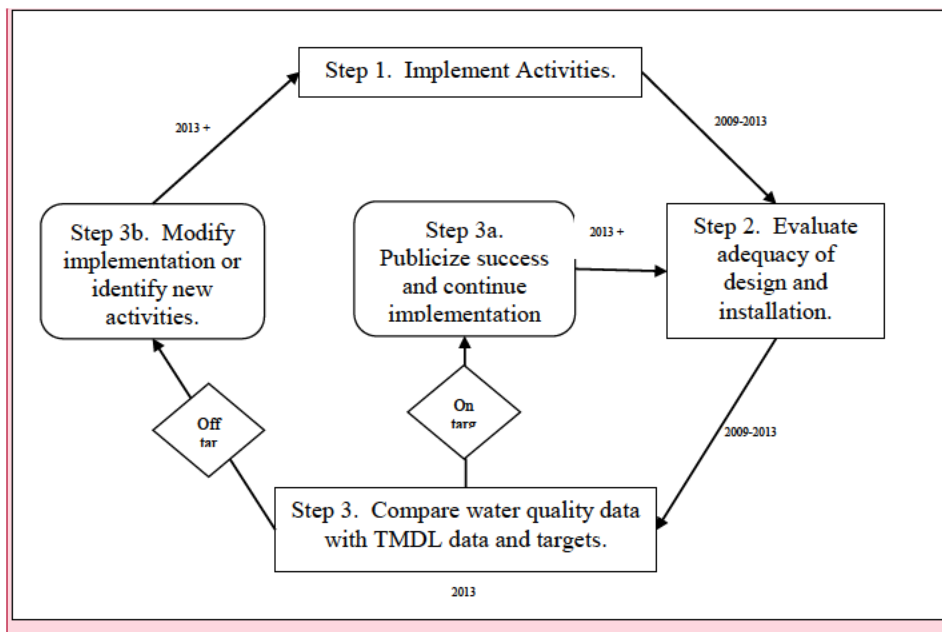 Step 1.  Implement Activities.
2013 +
2009-2013
Step 3b.  Modify
implementation or
identify new
activities.
Step 3a.
Publicize success
and continue
implementation
2013 +
Step 2.  Evaluate
adequacy of
design and
installation.
Off
tar
On
targ
2009-2013
Step 3.  Compare water quality data
with TMDL data and targets.
2013